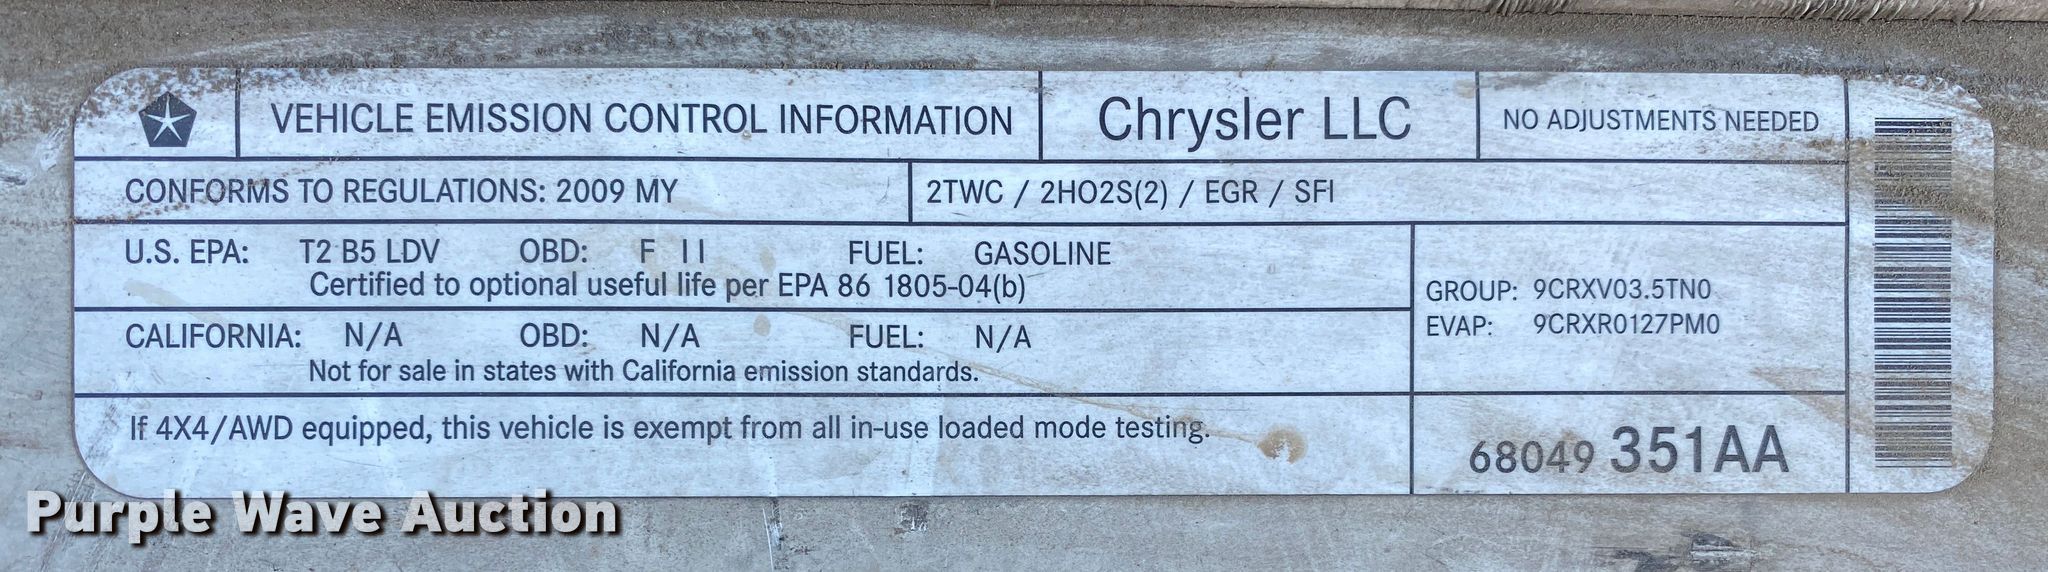 VEHICLE EMISSION CONTROL INFORMATION
Chrysler LLC
NO ADJUSTMENTS NEEDED
CONFORMS TO REGULATIONS: 2009 MY
2TWC / 2HO2S(2) / EGR / SFI
U.S. EPA: T2 B5 LDV OBD: F II FUEL: GASOLINE
Certified to optional useful life per EPA 86 1805-04(b)
CALIFORNIA: N/A OBD: N/A FUEL: N/A
Not for sale in states with California emission standards.
GROUP: 9CRXV03.5TN0
EVAP: 9CRXR0127PM0
If 4X4/AWD equipped, this vehicle is exempt from all in-use loaded mode testing.
68049 351AA
Purple Wave Auction